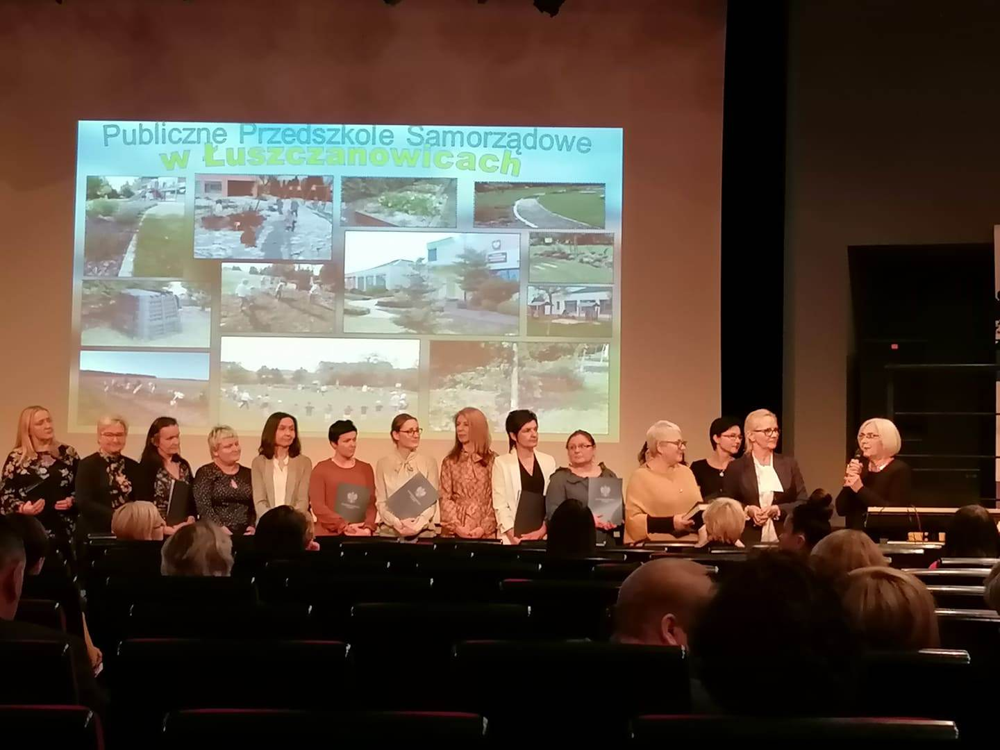 Publiczne Przedszkole Samorządowe
w Łuszczanowicach